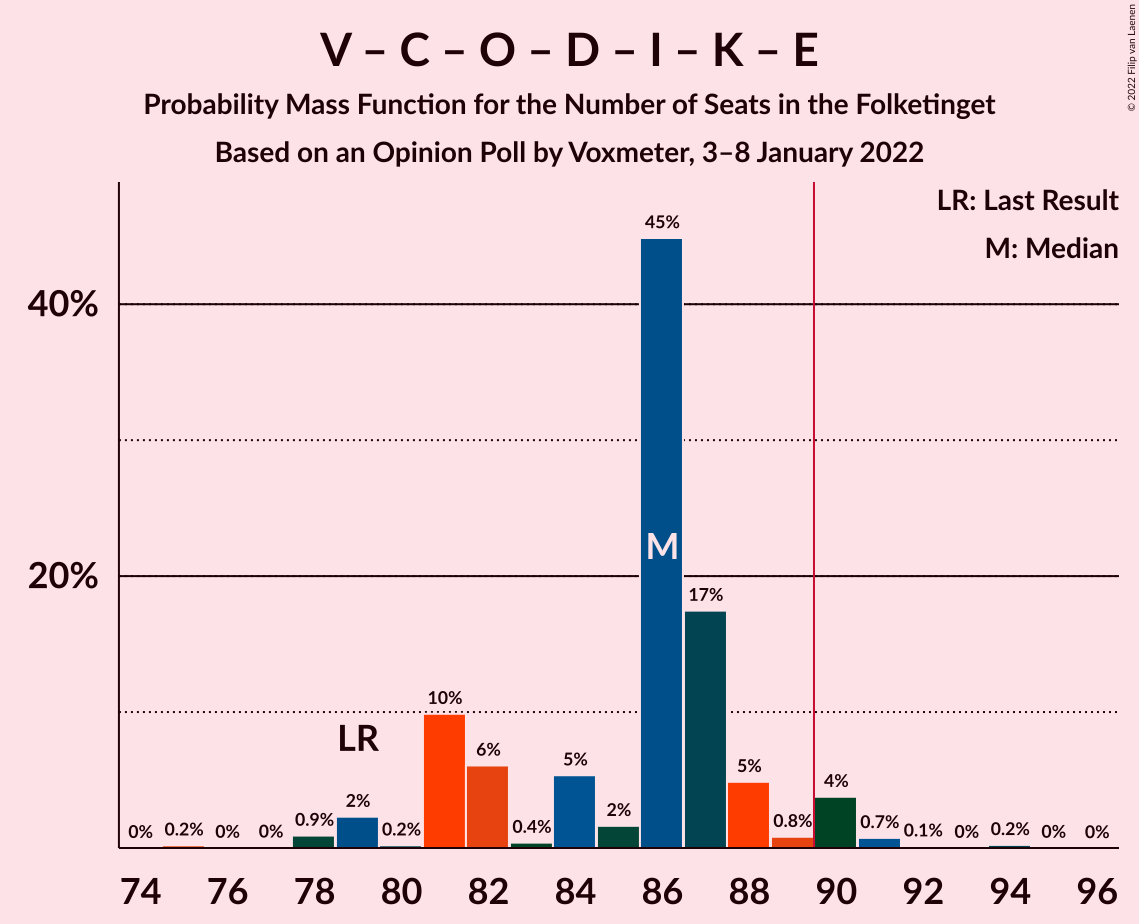 V – C – O – D – I – K – E
Probability Mass Function for the Number of Seats in the Folketinget
Based on an Opinion Poll by Voxmeter, 3–8 January 2022
© 2022 Filip van Laenen
LR: Last Result
M: Median
40%
20%
0% 0.2% 0% 0% 0.9% 2% 0.2% 10% 6% 0.4% 5% 2% 45% 17% 5% 0.8% 4% 0.7% 0.1% 0% 0.2% 0% 0%
LR
M
74 76 78 80 82 84 86 88 90 92 94 96